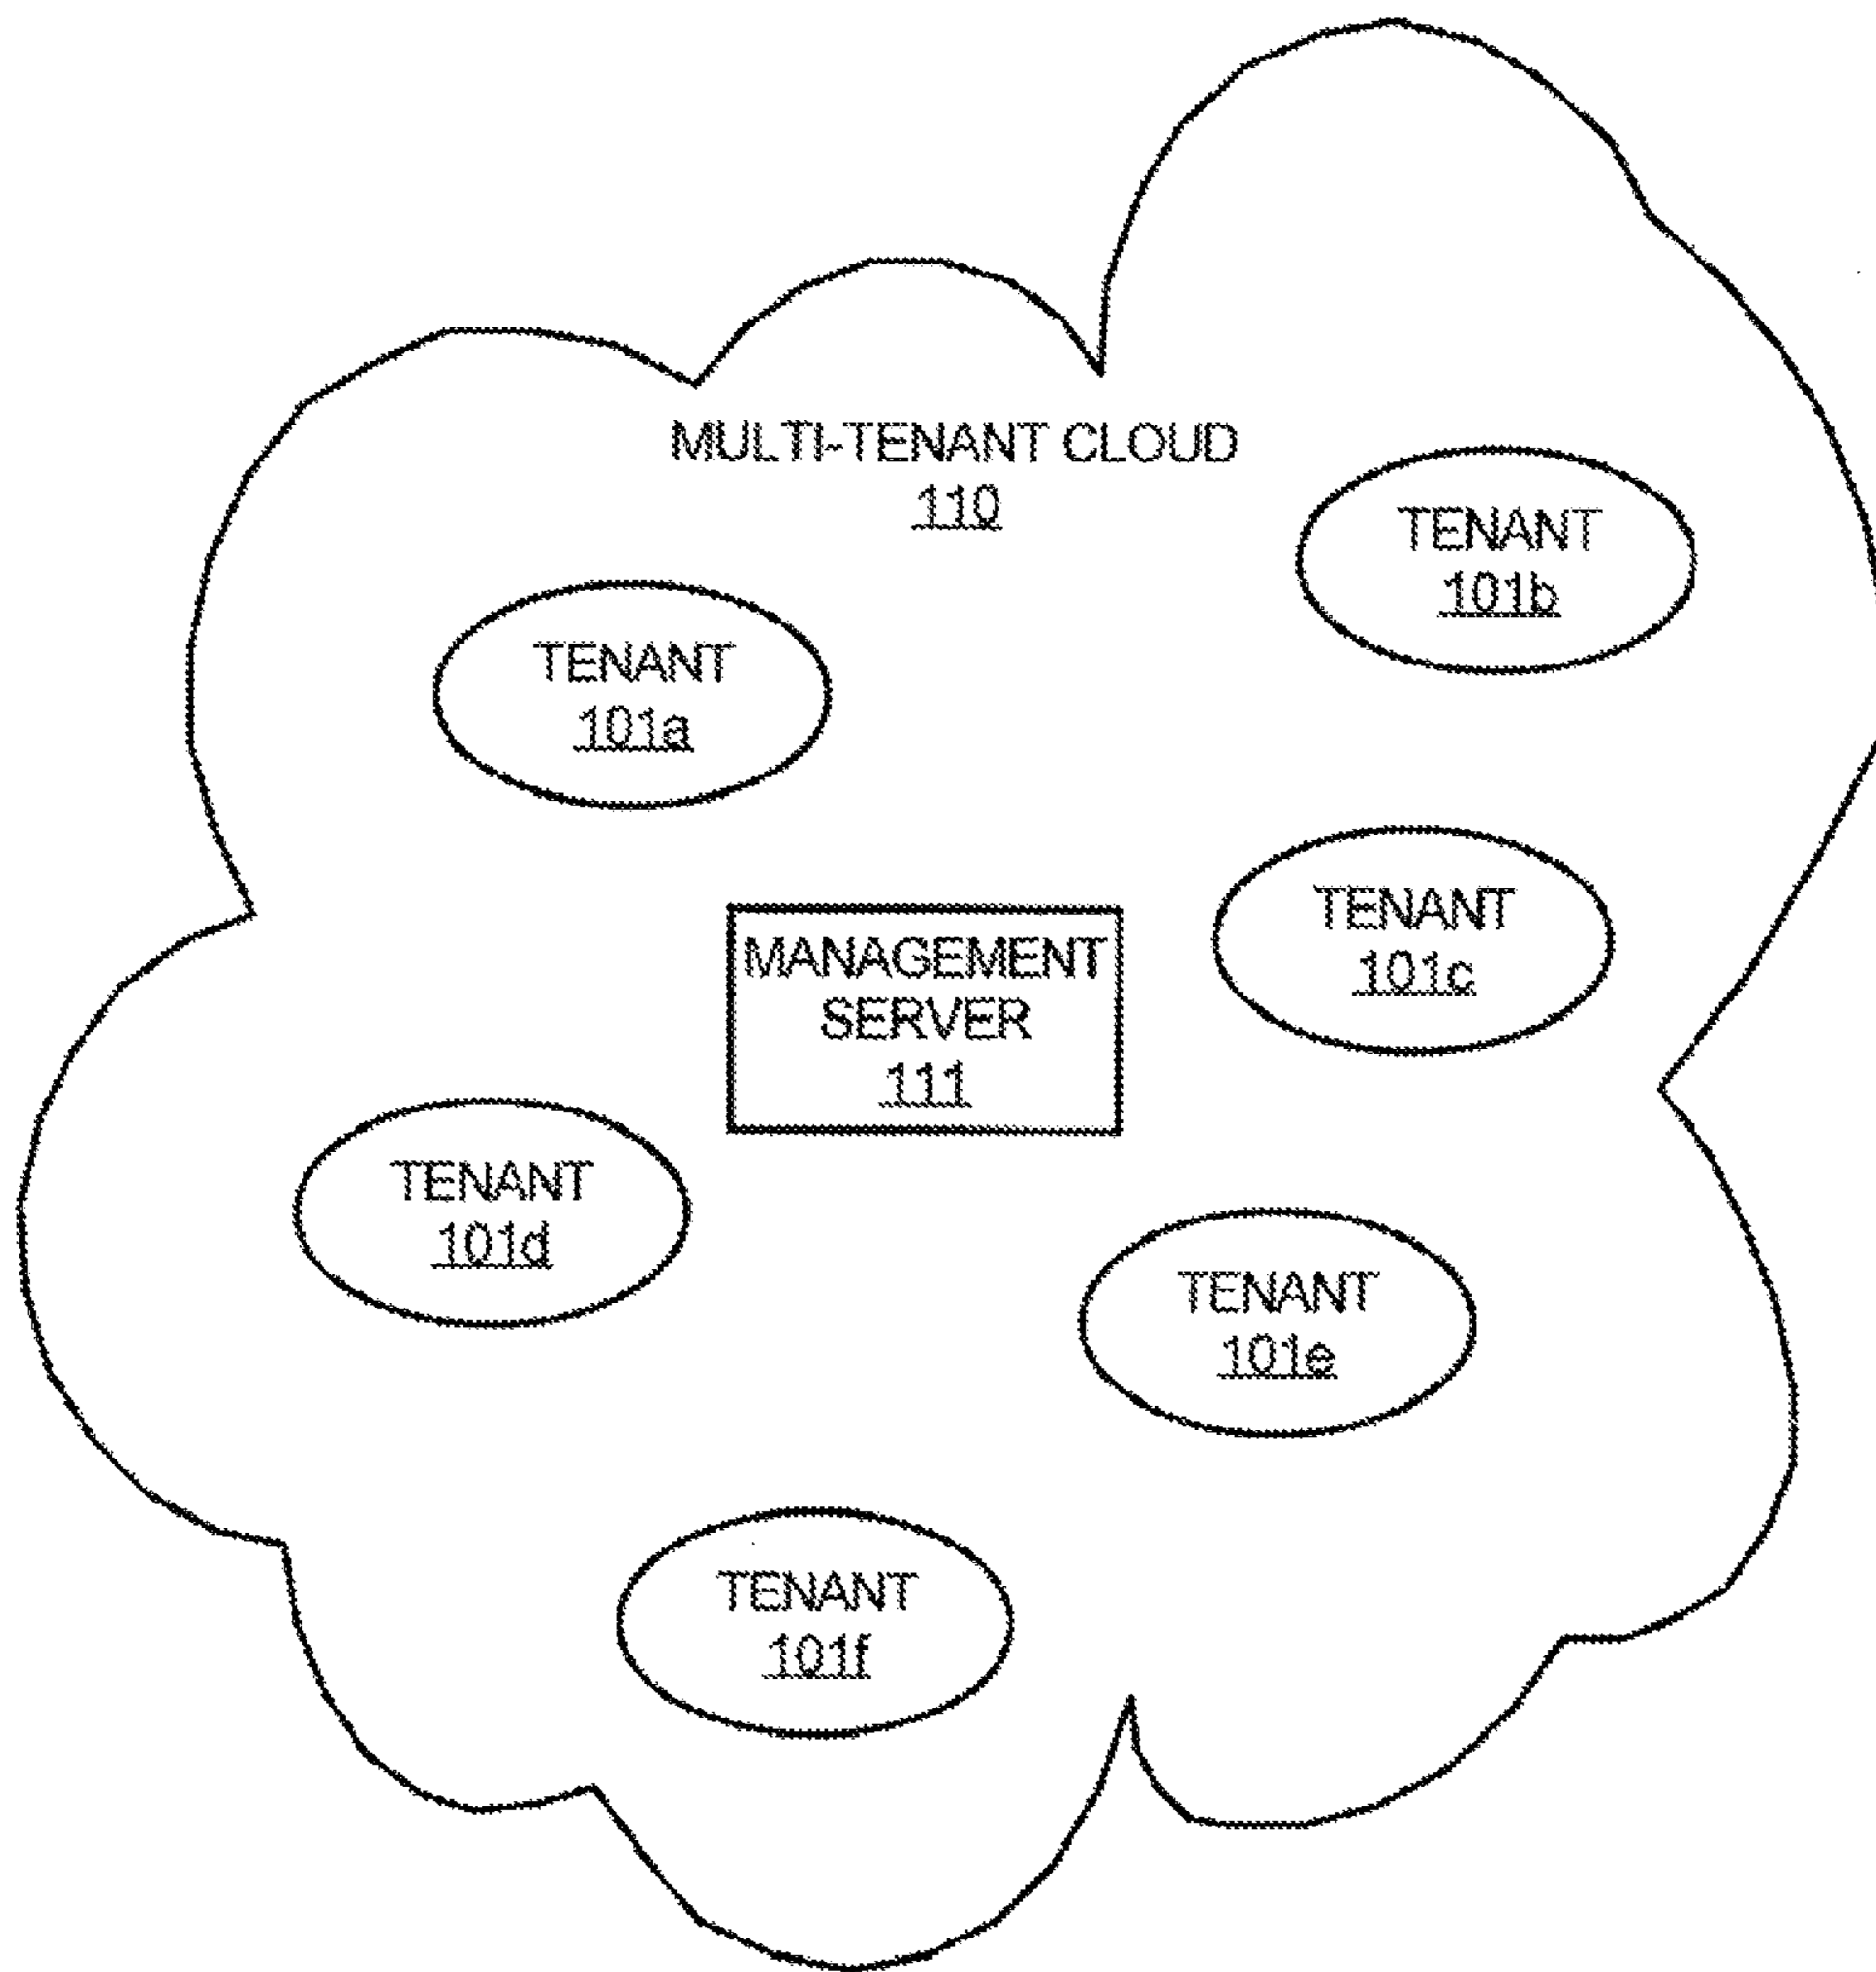 MULTI-TENANT CLOUD
110
TENANT
101b
TENANT
101a
TENANT
101c
MANAGEMENT
SERVER
111
TENANT
101d
TENANT
101e
TENANT
101f